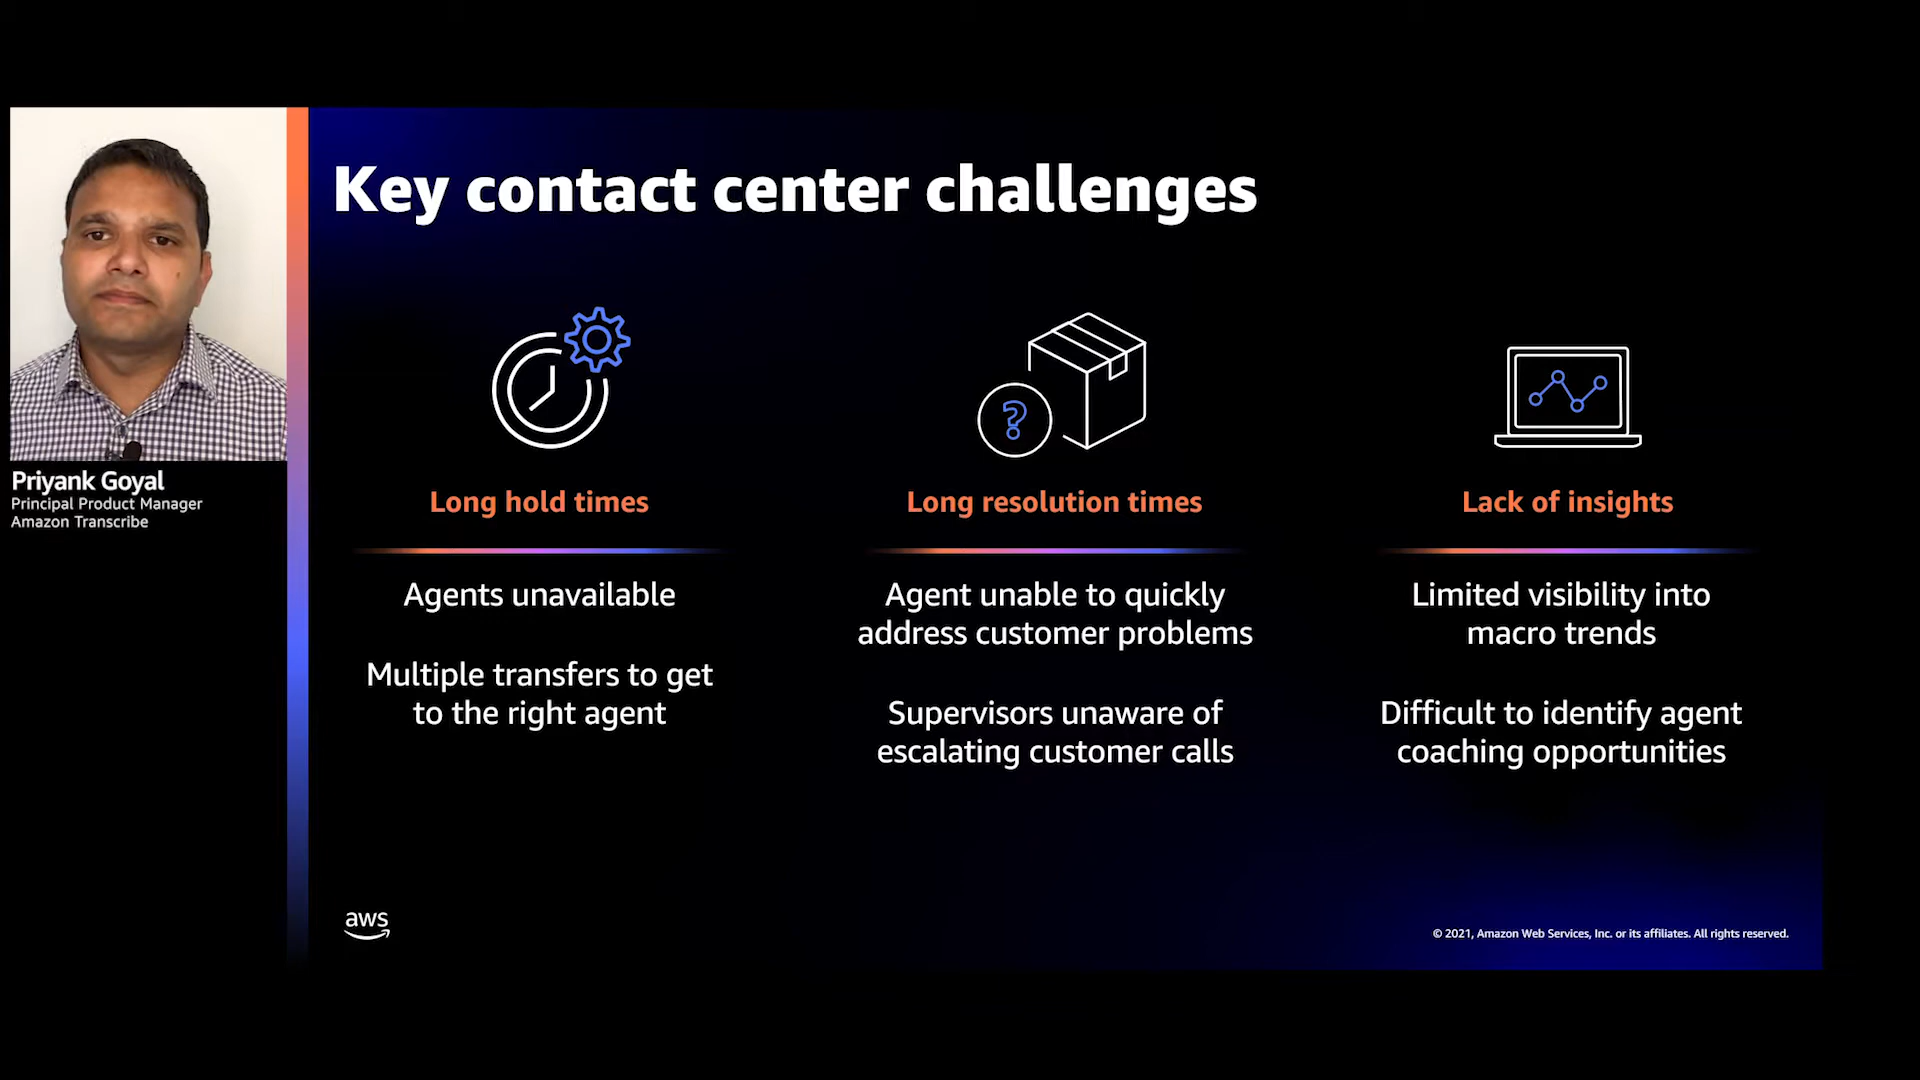 Key contact center challenges
Priyank Goyal
Principal Product Manager
Amazon Transcribe
?
Long hold times
Agents unavailable
Multiple transfers to get
to the right agent
Long resolution times
Agent unable to quickly
address customer problems
Supervisors unaware of
escalating customer calls
Lack of insights
Limited visibility into
macro trends
Difficult to identify agent
coaching opportunities
aws
© 2021, Amazon Web Services, Inc. or its affiliates. All rights reserved.